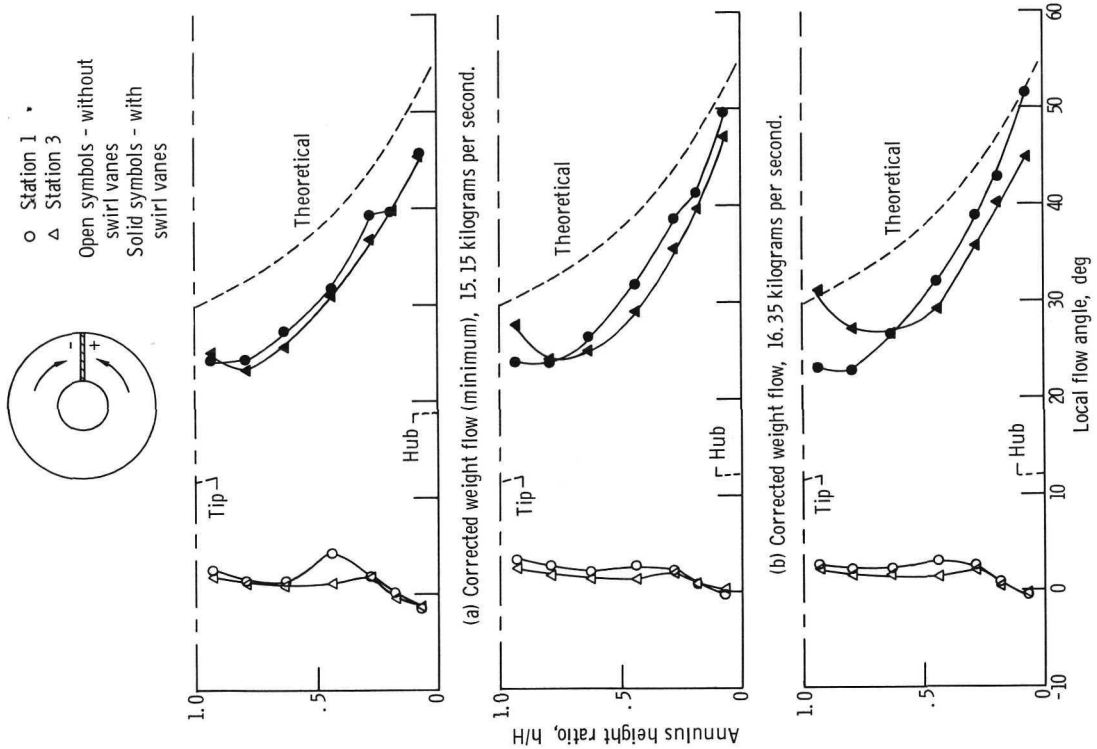 Station 1
Station 3
Open symbols - without
swirl vanes
Solid symbols - with
swirl vanes
-
+
1.0
.5
0
Tip
Hub
Theoretical
(a) Corrected weight flow (minimum), 15.15 kilograms per second.
1.0
.5
0
Tip
Hub
Theoretical
(b) Corrected weight flow, 16.35 kilograms per second.
1.0
.5
0
Tip
Hub
Theoretical
Annulus height ratio, h/H
-10
0
10
20
30
40
50
60
Local flow angle, deg